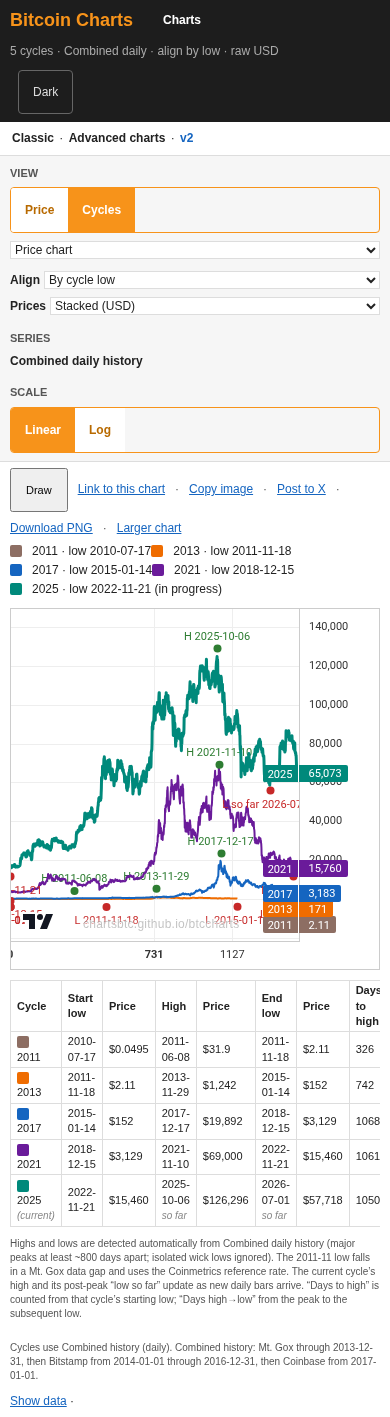 Bitcoin Charts Charts
5 cycles · Combined daily · align by low · raw USD
Dark
Classic · Advanced charts · v2
VIEW
Price Cycles
Price chart
Align By cycle low
Prices Stacked (USD)
SERIES
Combined daily history
SCALE
Linear Log
Draw Link to this chart · Copy image · Post to X ·
Download PNG · Larger chart
2011 · low 2010-07-17 2013 · low 2011-11-18
2017 · low 2015-01-14 2021 · low 2018-12-15
2025 · low 2022-11-21 (in progress)
140,000
H 2025-10-06
120,000
100,000
80,000
H 2021-11-10
2025 65,073
60,000
so far 2026-07
40,000
H 2017-12-17
20,000
2021 15,760
H 2011-06-08 H 2013-11-29
2017 3,183
2013 171
L 2011-11-18 L 2015-01-1
chartsbtc.github.io/btccharts
2011 2.11
731 1127
Cycle Start low Price High Price End low Price Days to high
2011 2010-07-17 $0.0495 2011-06-08 $31.9 2011-11-18 $2.11 326
2013 2011-11-18 $2.11 2013-11-29 $1,242 2015-01-14 $152 742
2017 2015-01-14 $152 2017-12-17 $19,892 2018-12-15 $3,129 1068
2021 2018-12-15 $3,129 2021-11-10 $69,000 2022-11-21 $15,460 1061
2025 (current) 2022-11-21 $15,460 2025-10-06 so far $126,296 2026-07-01 so far $57,718 1050
Highs and lows are detected automatically from Combined daily history (major
peaks at least ~800 days apart; isolated wick lows ignored). The 2011-11 low falls
in a Mt. Gox data gap and uses the Coinmetrics reference rate. The current cycle's
high and its post-peak “low so far” update as new daily bars arrive. “Days to high” is
counted from that cycle's starting low; “Days high→low” from the peak to the
subsequent low.
Cycles use Combined history (daily). Combined history: Mt. Gox through 2013-12-
31, then Bitstamp from 2014-01-01 through 2016-12-31, then Coinbase from 2017-
01-01.
Show data ·